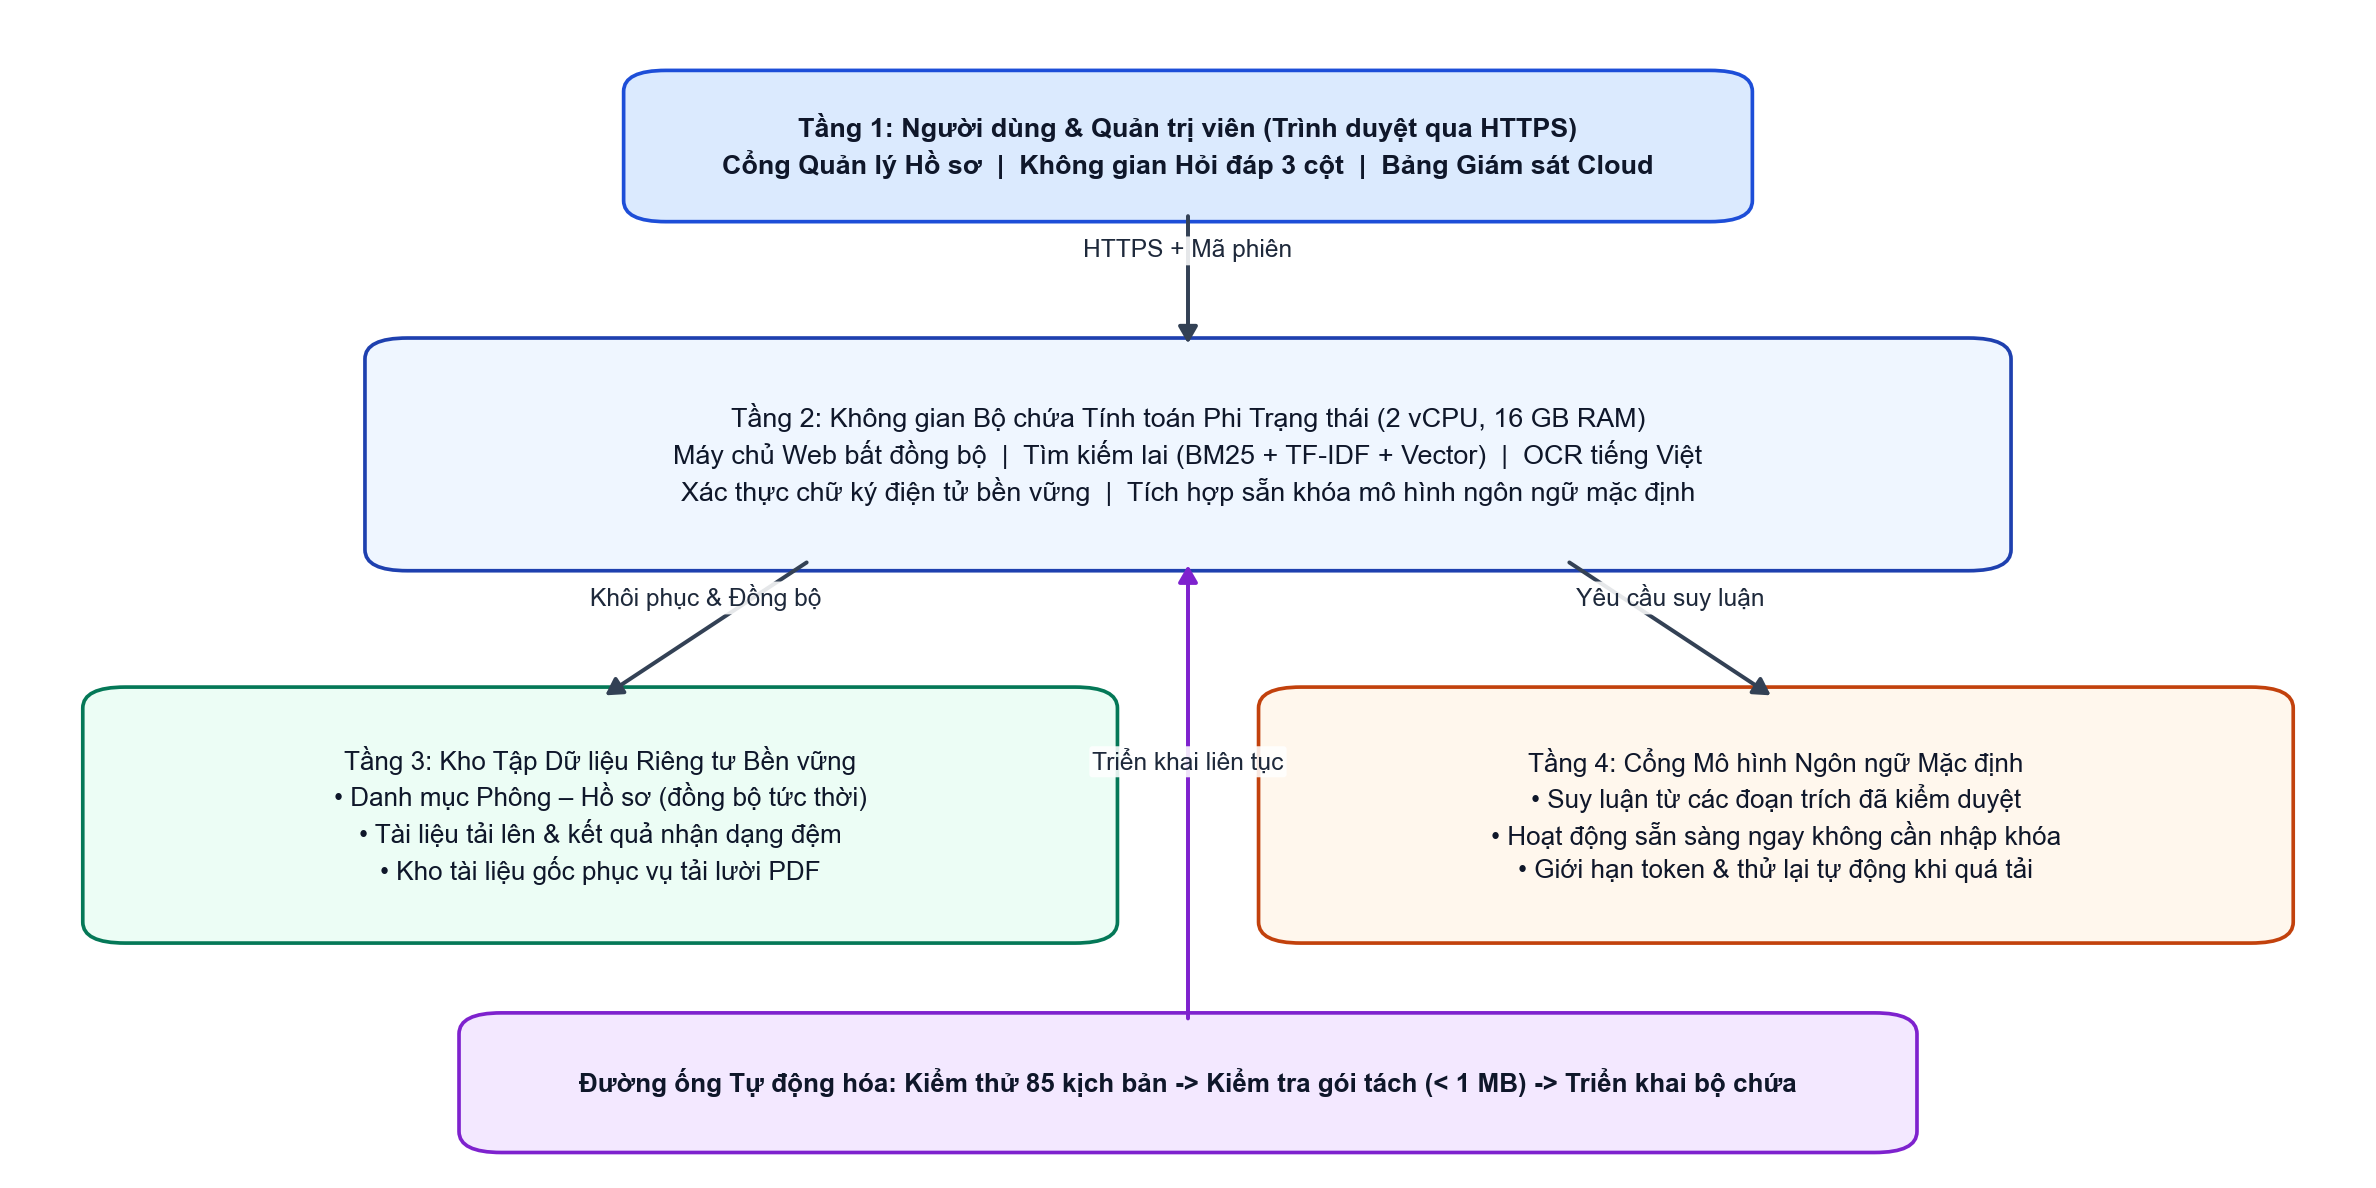 Tầng 1: Người dùng & Quản trị viên (Trình duyệt qua HTTPS)
Cổng Quản lý Hồ sơ | Không gian Hỏi đáp 3 cột | Bảng Giám sát Cloud
HTTPS + Mã phiên
Tầng 2: Không gian Bộ chứa Tính toán Phi Trạng thái (2 vCPU, 16 GB RAM)
Máy chủ Web bất đồng bộ | Tìm kiếm lai (BM25 + TF-IDF + Vector) | OCR tiếng Việt
Xác thực chữ ký điện tử bền vững | Tích hợp sẵn khóa mô hình ngôn ngữ mặc định
Khôi phục & Đồng bộ
Yêu cầu suy luận
Tầng 3: Kho Tập Dữ liệu Riêng tư Bền vững
• Danh mục Phông – Hồ sơ (đồng bộ tức thời)
• Tài liệu tải lên & kết quả nhận dạng đệm
• Kho tài liệu gốc phục vụ tải lười PDF
Triển khai liên tục
Tầng 4: Cổng Mô hình Ngôn ngữ Mặc định
• Suy luận từ các đoạn trích đã kiểm duyệt
• Hoạt động sẵn sàng ngay không cần nhập khóa
• Giới hạn token & thử lại tự động khi quá tải
Đường ống Tự động hóa: Kiểm thử 85 kịch bản -> Kiểm tra gói tách (< 1 MB) -> Triển khai bộ chứa